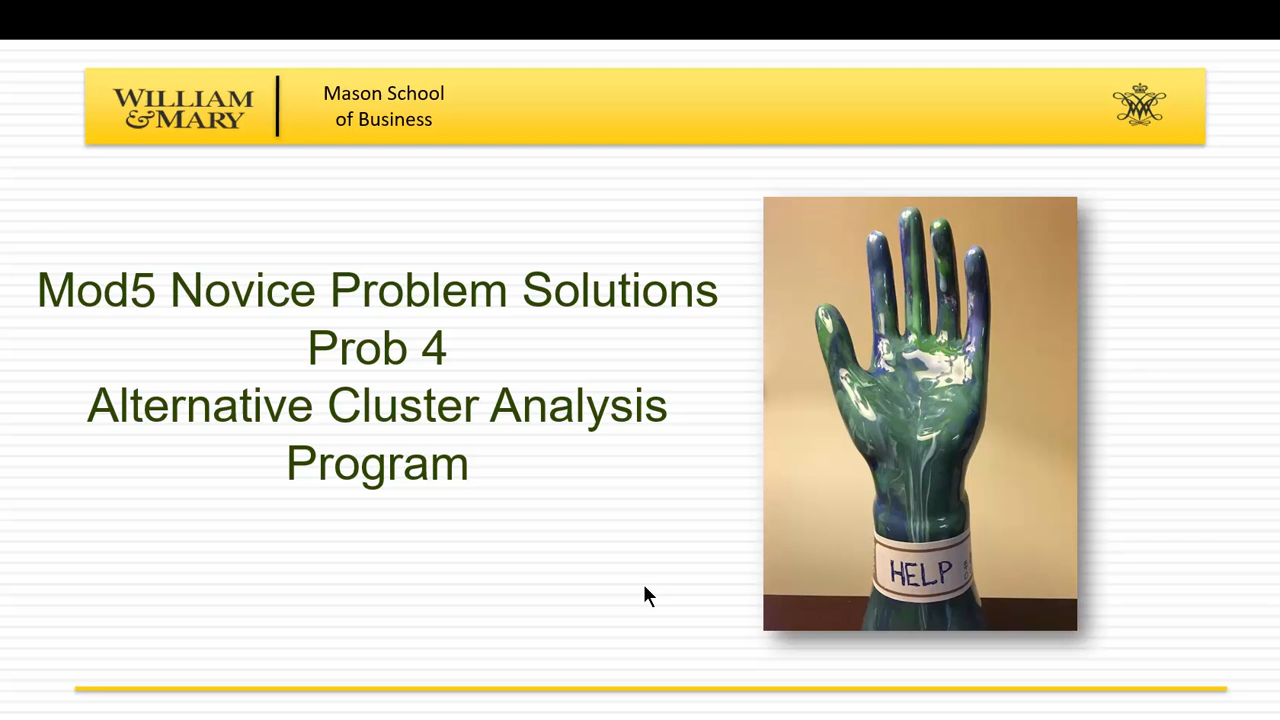 WILLIAM
& MARY
Mason School
of Business
Mod5 Novice Problem Solutions
Prob 4
Alternative Cluster Analysis
Program
HELP